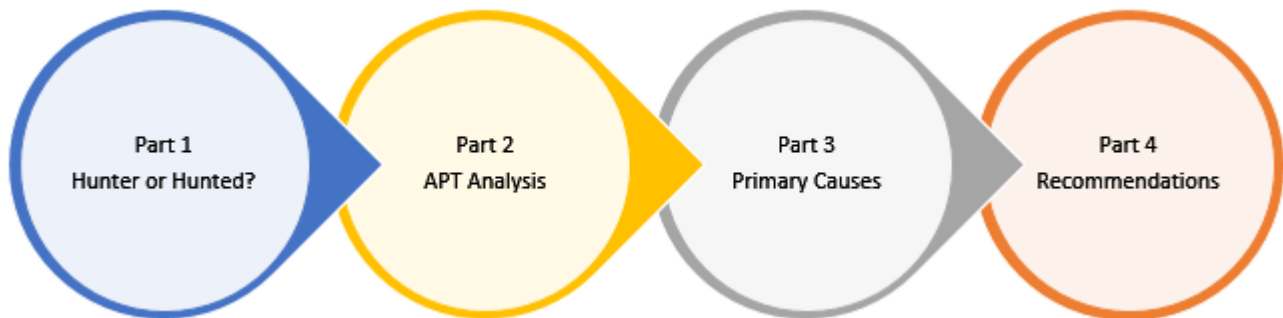 Part 1
Hunter or Hunted?
Part 2
APT Analysis
Part 3
Primary Causes
Part 4
Recommendations